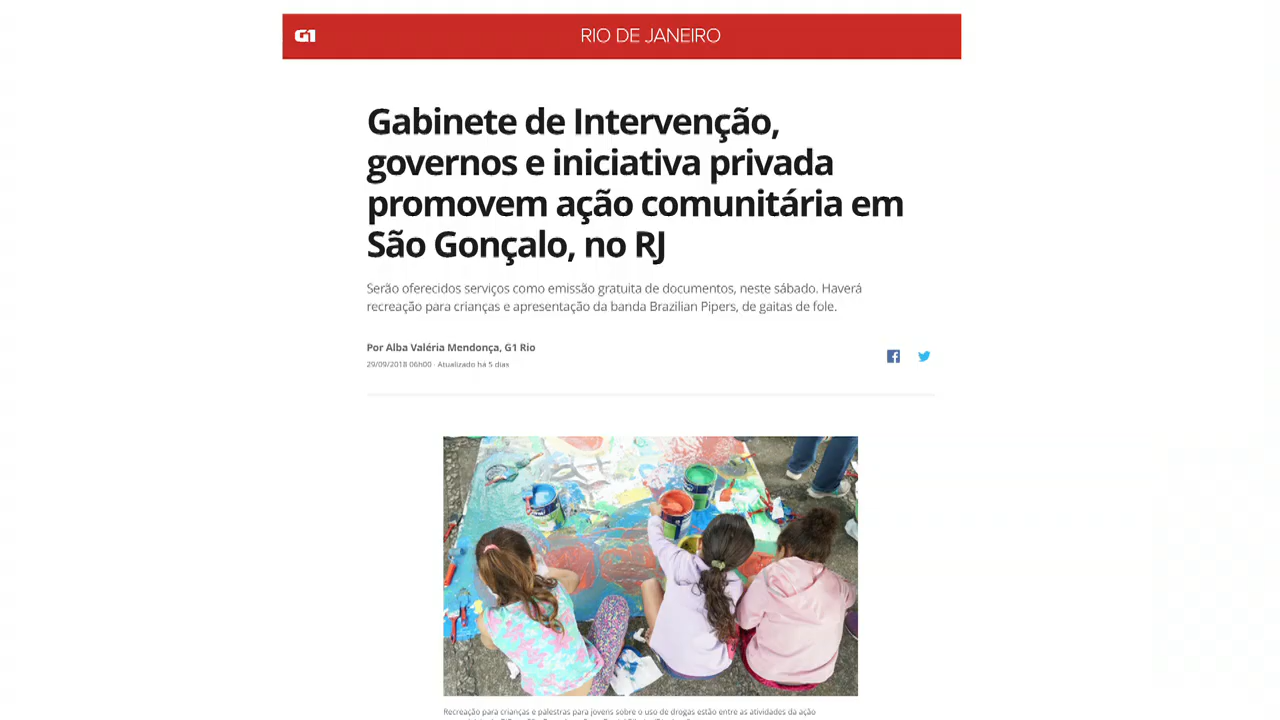 G1
RIO DE JANEIRO
Gabinete de Intervenção,
governos e iniciativa privada
promovem ação comunitária em
São Gonçalo, no RJ
Serão oferecidos serviços como emissão gratuita de documentos, neste sábado. Haverá
recreação para crianças e apresentação da banda Brazilian Pipers, de gaitas de fole.
Por Alba Valéria Mendonça, G1 Rio
29/09/2018 06h00 · Atualizado há 5 dias
Recreação para crianças e palestras para jovens sobre o uso de drogas estão entre as atividades da ação